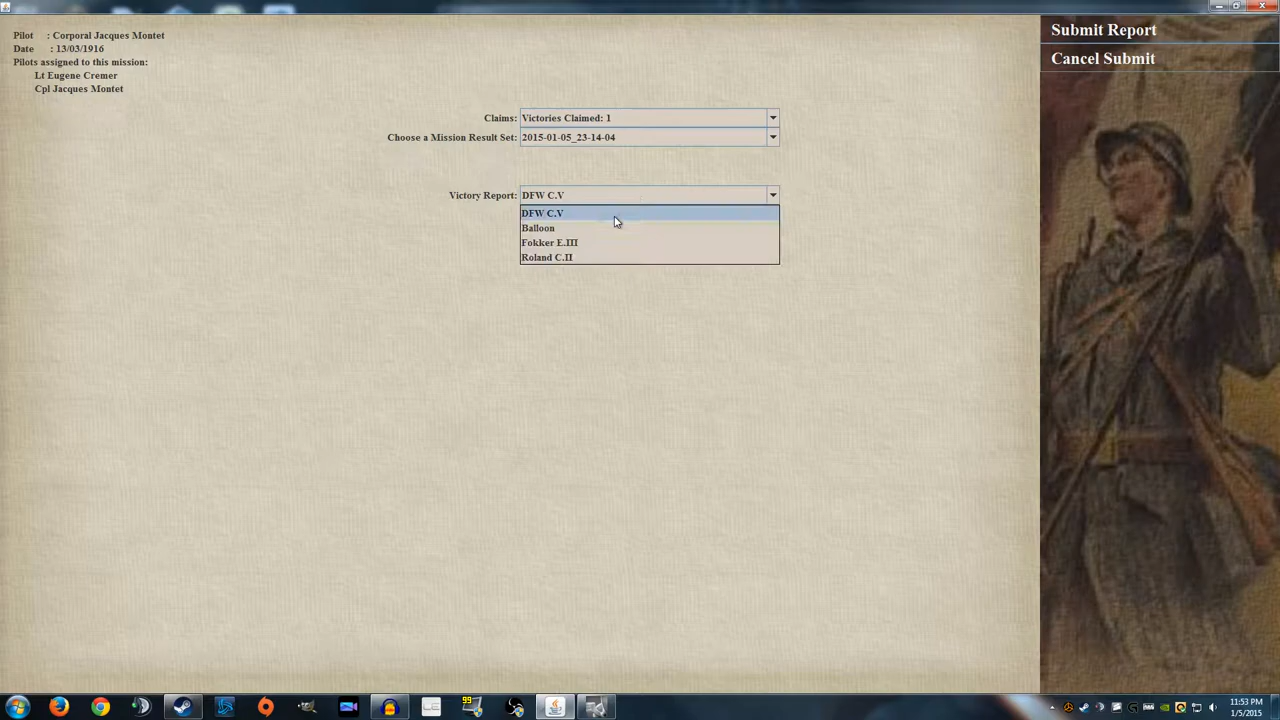 Pilot : Corporal Jacques Montet
Date : 13/03/1916
Pilots assigned to this mission:
Lt Eugene Cremer
Cpl Jacques Montet
Claims: Victories Claimed: 1
Choose a Mission Result Set: 2015-01-05_23-14-04
Victory Report: DFW C.V
DFW C.V
Balloon
Fokker E.III
Roland C.II
Submit Report
Cancel Submit
99
11:53 PM
1/5/2015